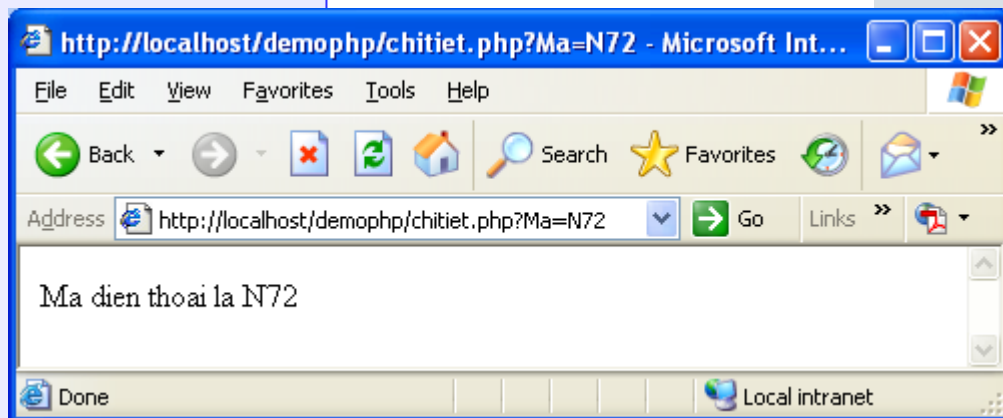 http://localhost/demophp/chitiet.php?Ma=N72 - Microsoft Int...
File Edit View Favorites Tools Help
Back Search Favorites »
Address http://localhost/demophp/chitiet.php?Ma=N72 Go Links »
Ma dien thoai la N72
Done Local intranet